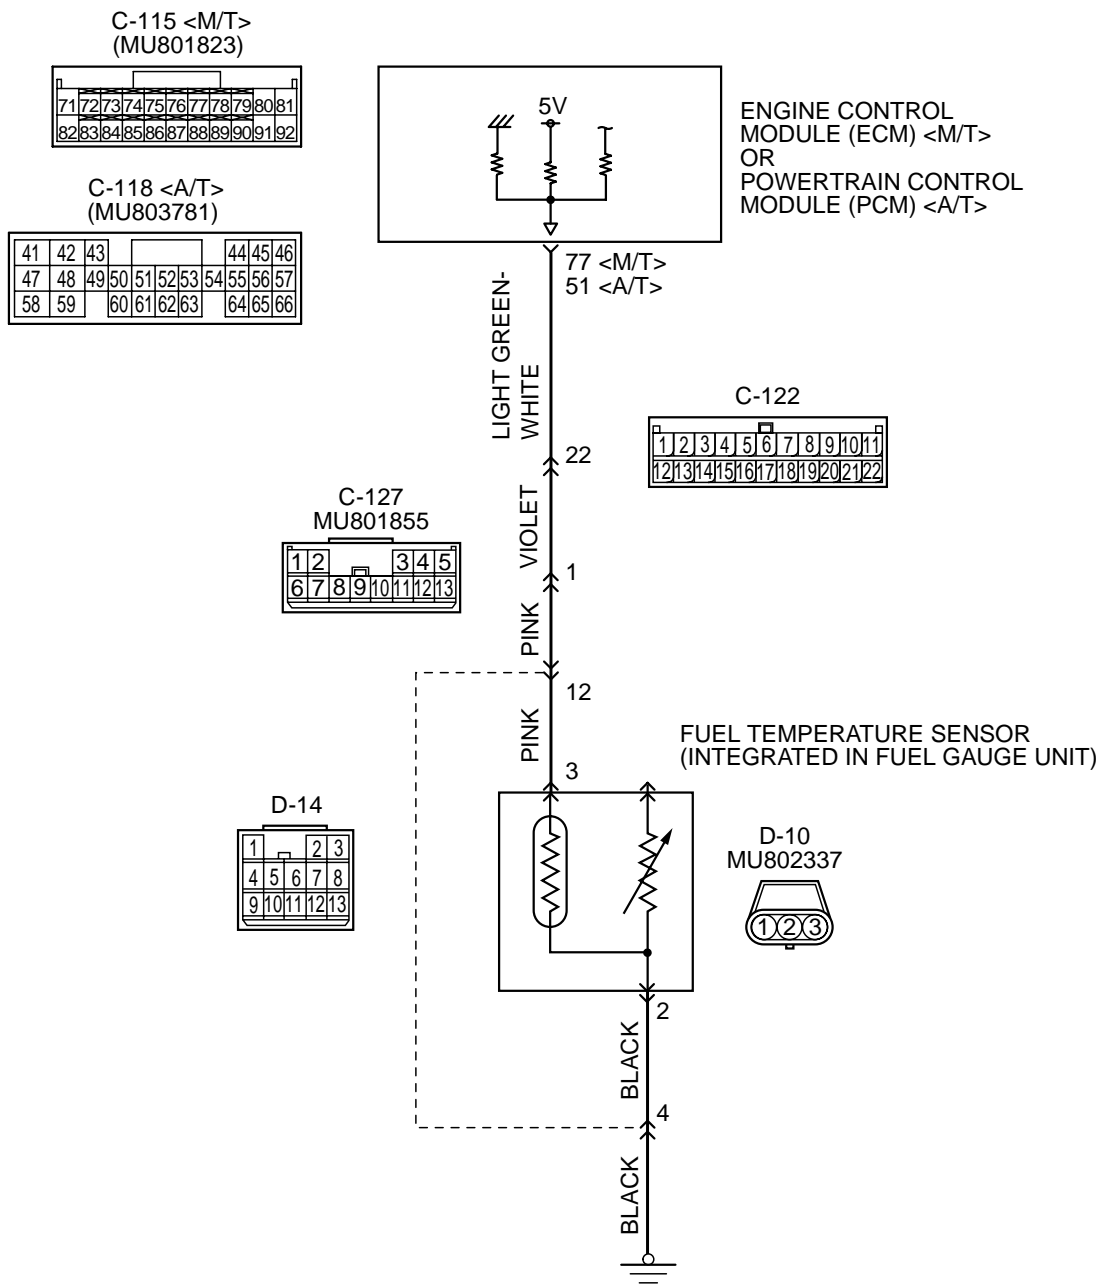 C-115 <M/T>
(MU801823)
71 72 73 74 75 76 77 78 79 80 81
82 83 84 85 86 87 88 89 90 91 92
C-118 <A/T>
(MU803781)
41 42 43 44 45 46
47 48 49 50 51 52 53 54 55 56 57
58 59 60 61 62 63 64 65 66
5V
ENGINE CONTROL
MODULE (ECM) <M/T>
OR
POWERTRAIN CONTROL
MODULE (PCM) <A/T>
77 <M/T>
51 <A/T>
LIGHT GREEN-
WHITE
22
C-122
1 2 3 4 5 6 7 8 9 10 11
12 13 14 15 16 17 18 19 20 21 22
VIOLET
C-127
MU801855
1 2 3 4 5
6 7 8 9 10 11 12 13
1
PINK
12
PINK
3
FUEL TEMPERATURE SENSOR
(INTEGRATED IN FUEL GAUGE UNIT)
D-14
1 2 3
4 5 6 7 8
9 10 11 12 13
D-10
MU802337
1 2 3
2
BLACK
4
BLACK